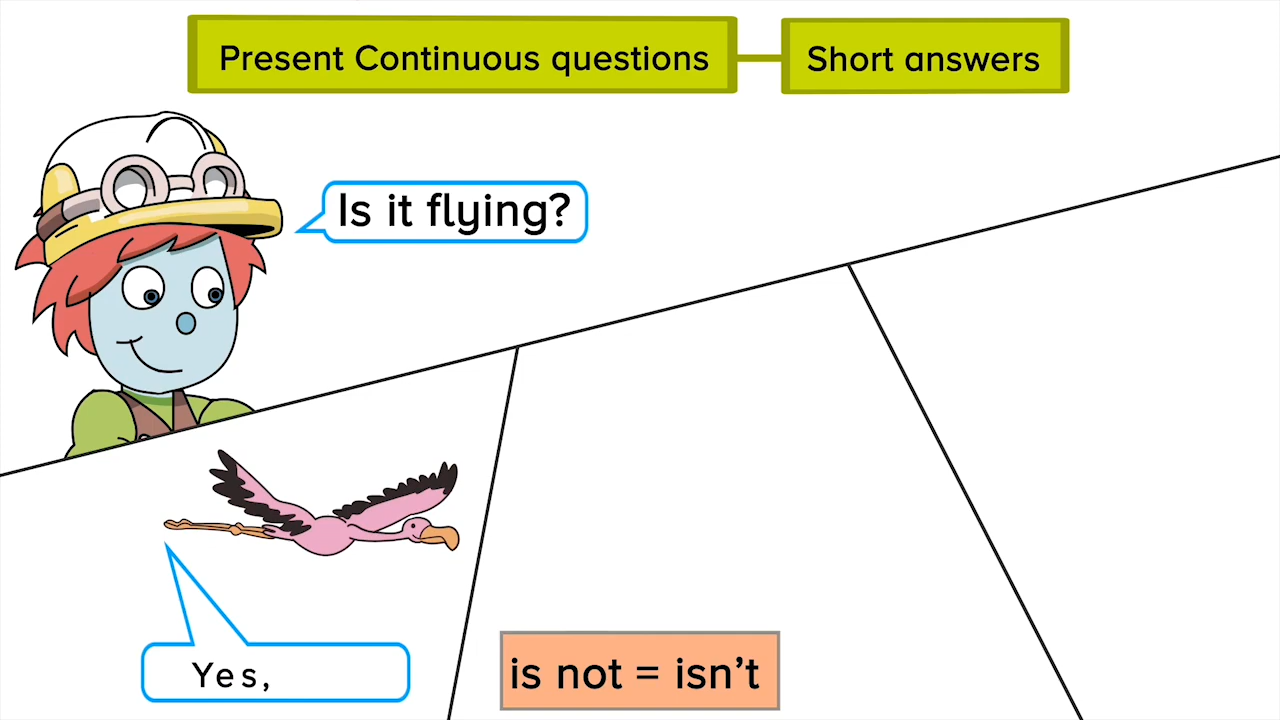 Present Continuous questions
Short answers
Is it flying?
Yes,
is not = isn’t